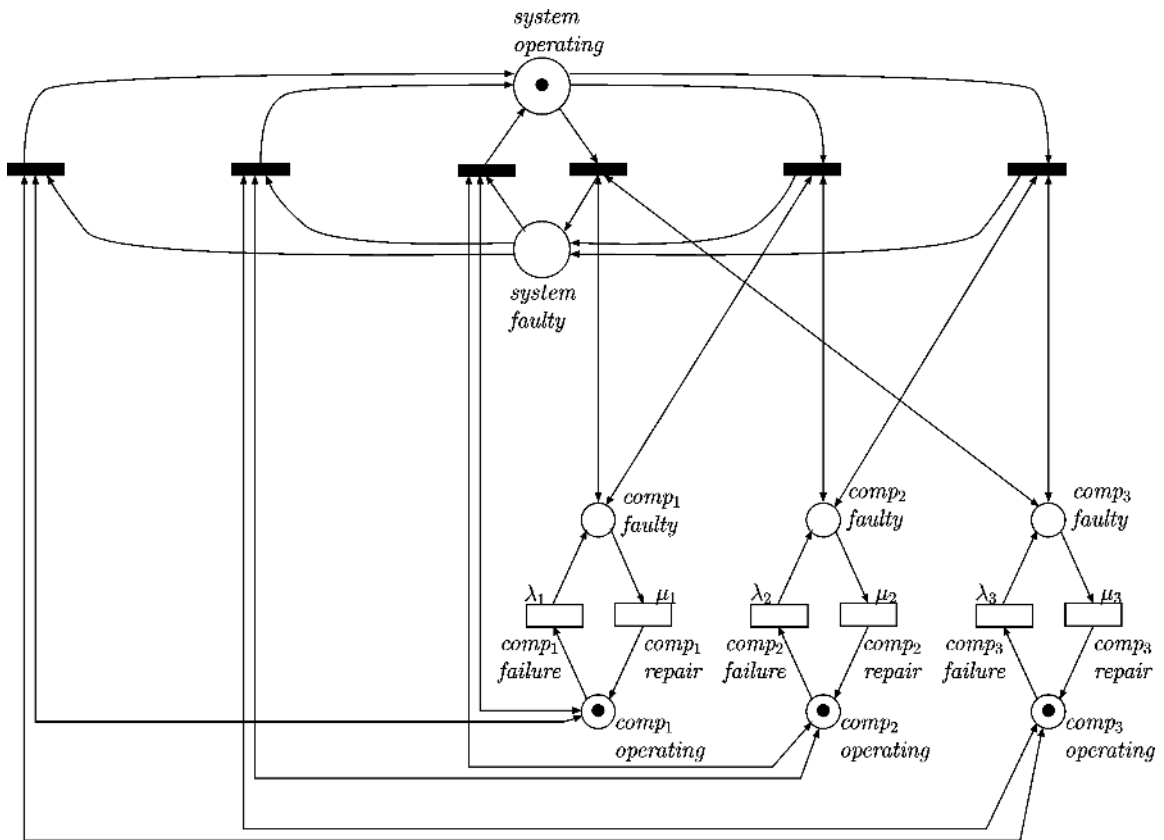 system
operating
system
faulty
comp₁
faulty
comp₂
faulty
comp₃
faulty
λ₁
μ₁
λ₂
μ₂
λ₃
μ₃
comp₁
failure
comp₁
repair
comp₂
failure
comp₂
repair
comp₃
failure
comp₃
repair
comp₁
operating
comp₂
operating
comp₃
operating